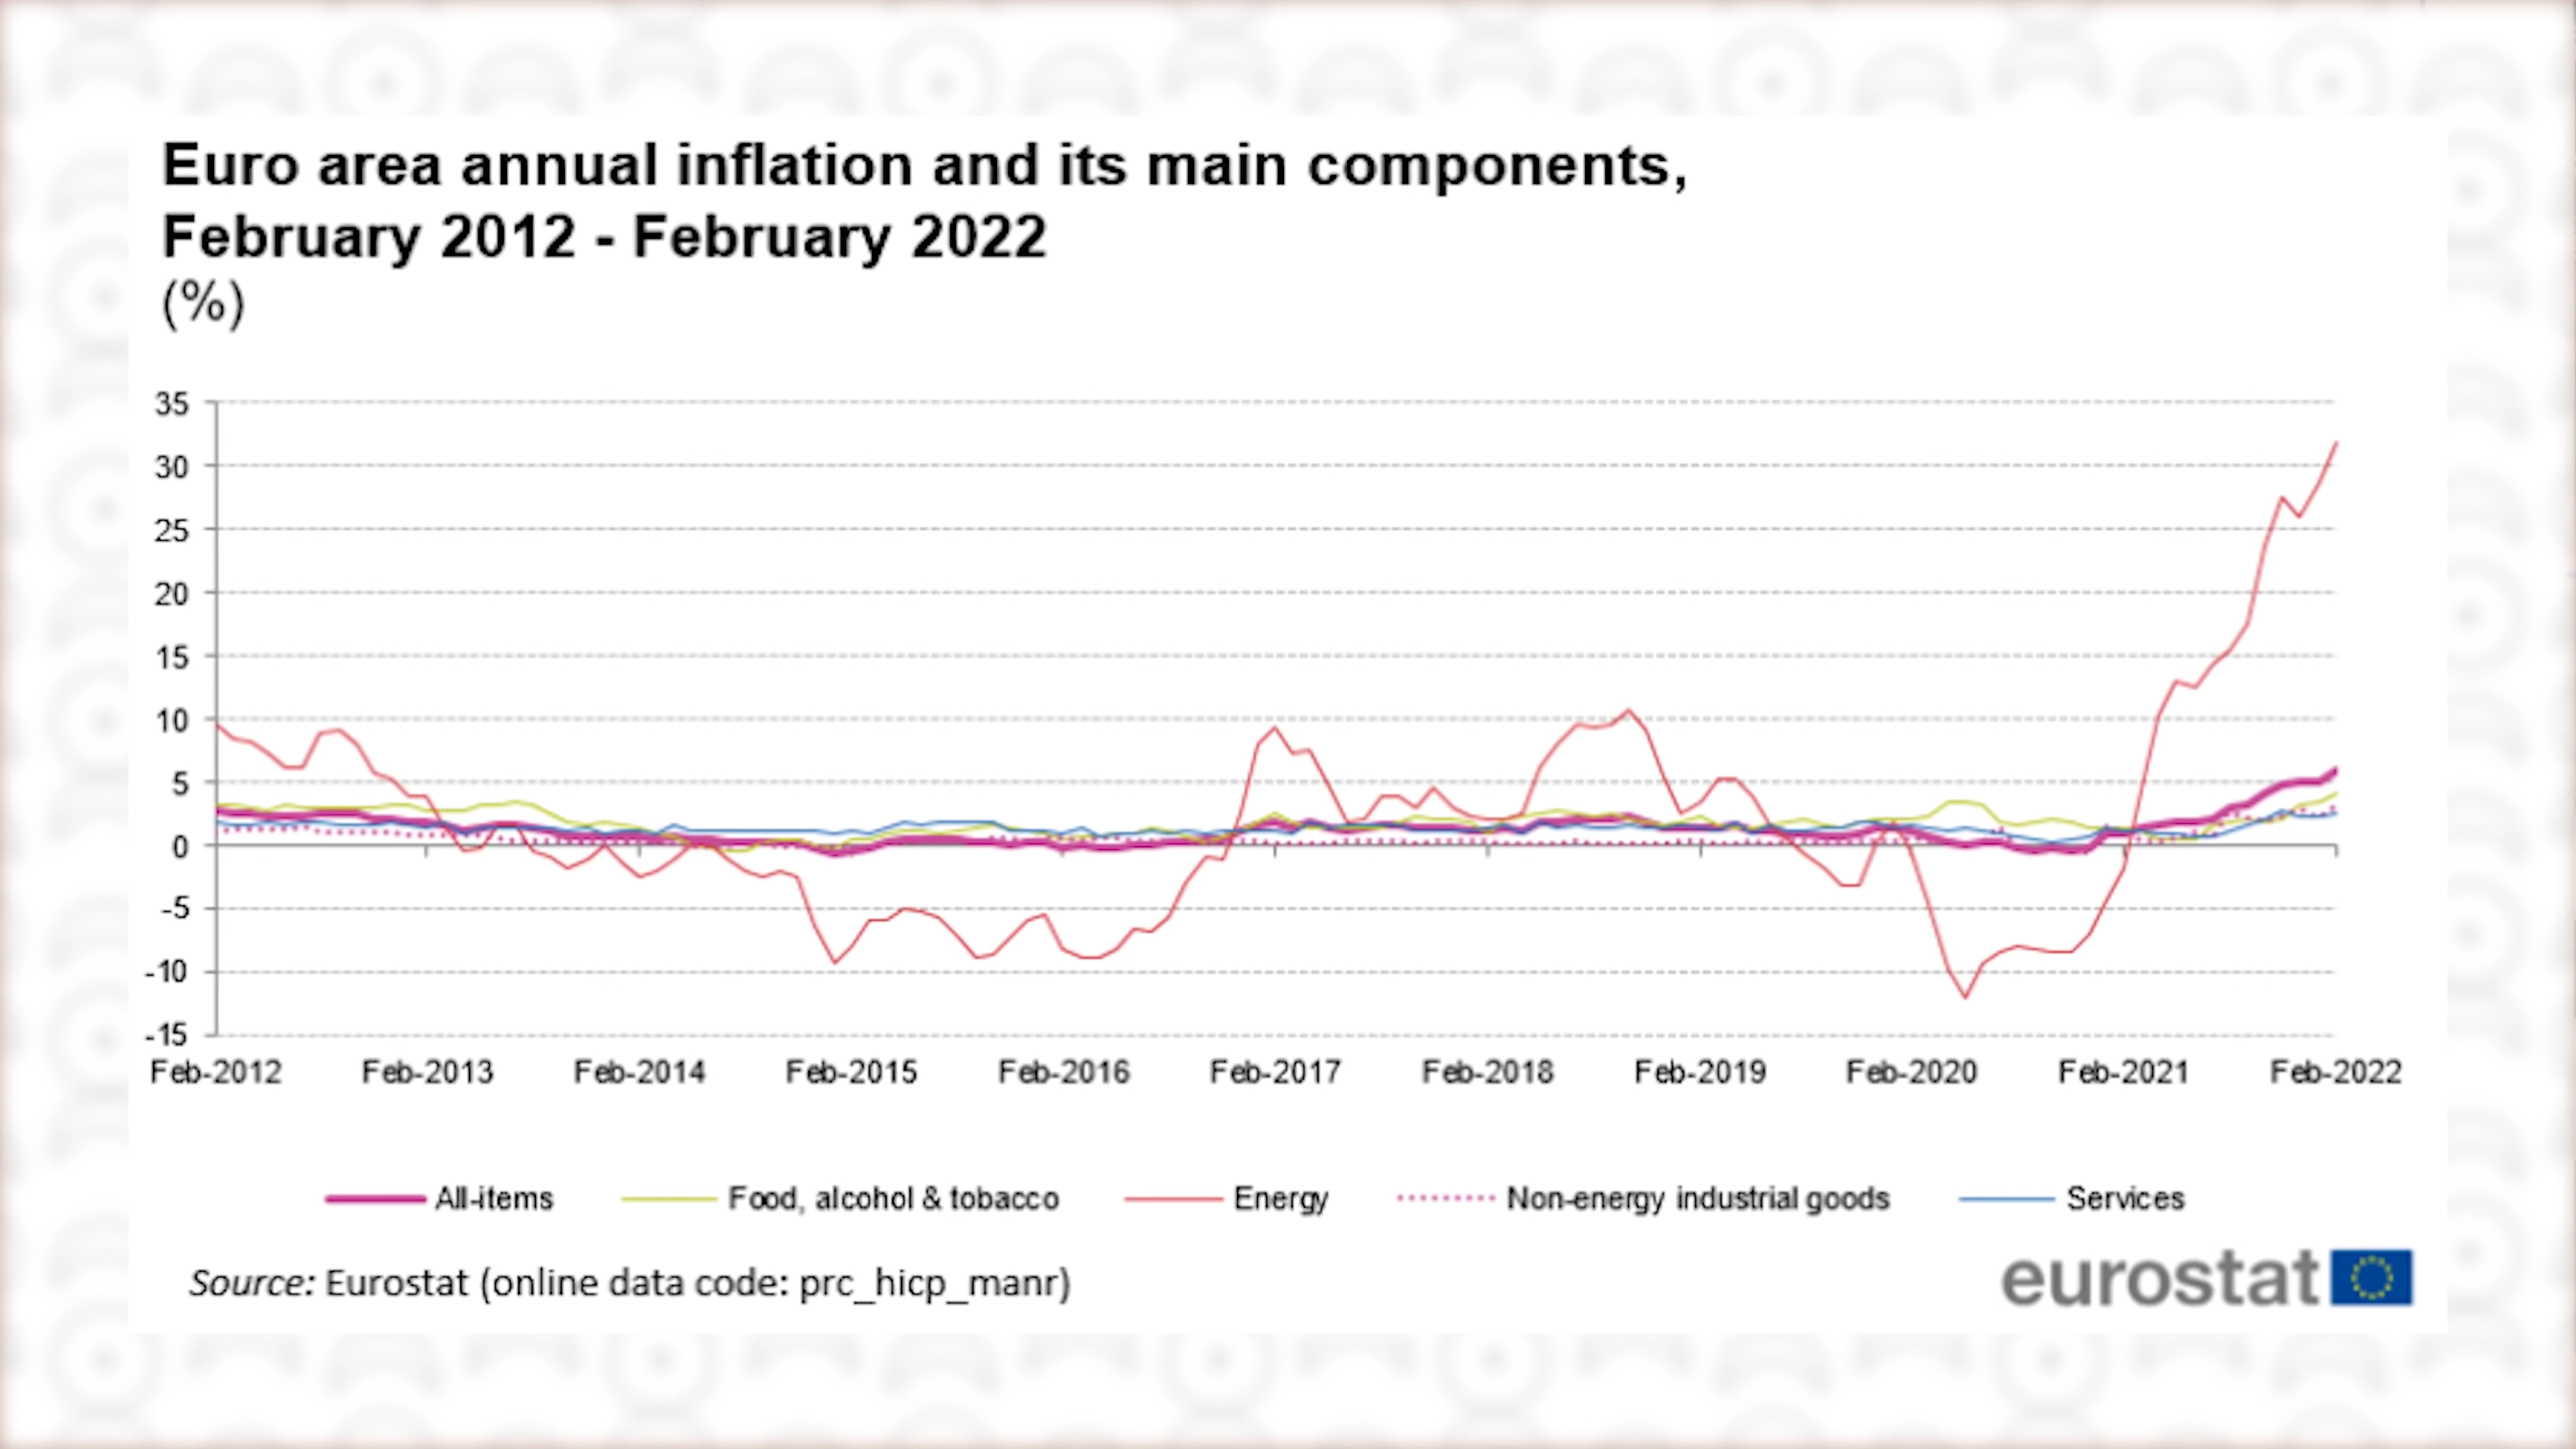 Euro area annual inflation and its main components,
February 2012 - February 2022
(%)
35
30
25
20
15
10
5
0
-5
-10
-15
Feb-2012 Feb-2013 Feb-2014 Feb-2015 Feb-2016 Feb-2017 Feb-2018 Feb-2019 Feb-2020 Feb-2021 Feb-2022
All-items Food, alcohol & tobacco Energy Non-energy industrial goods Services
Source: Eurostat (online data code: prc_hicp_manr)
eurostat